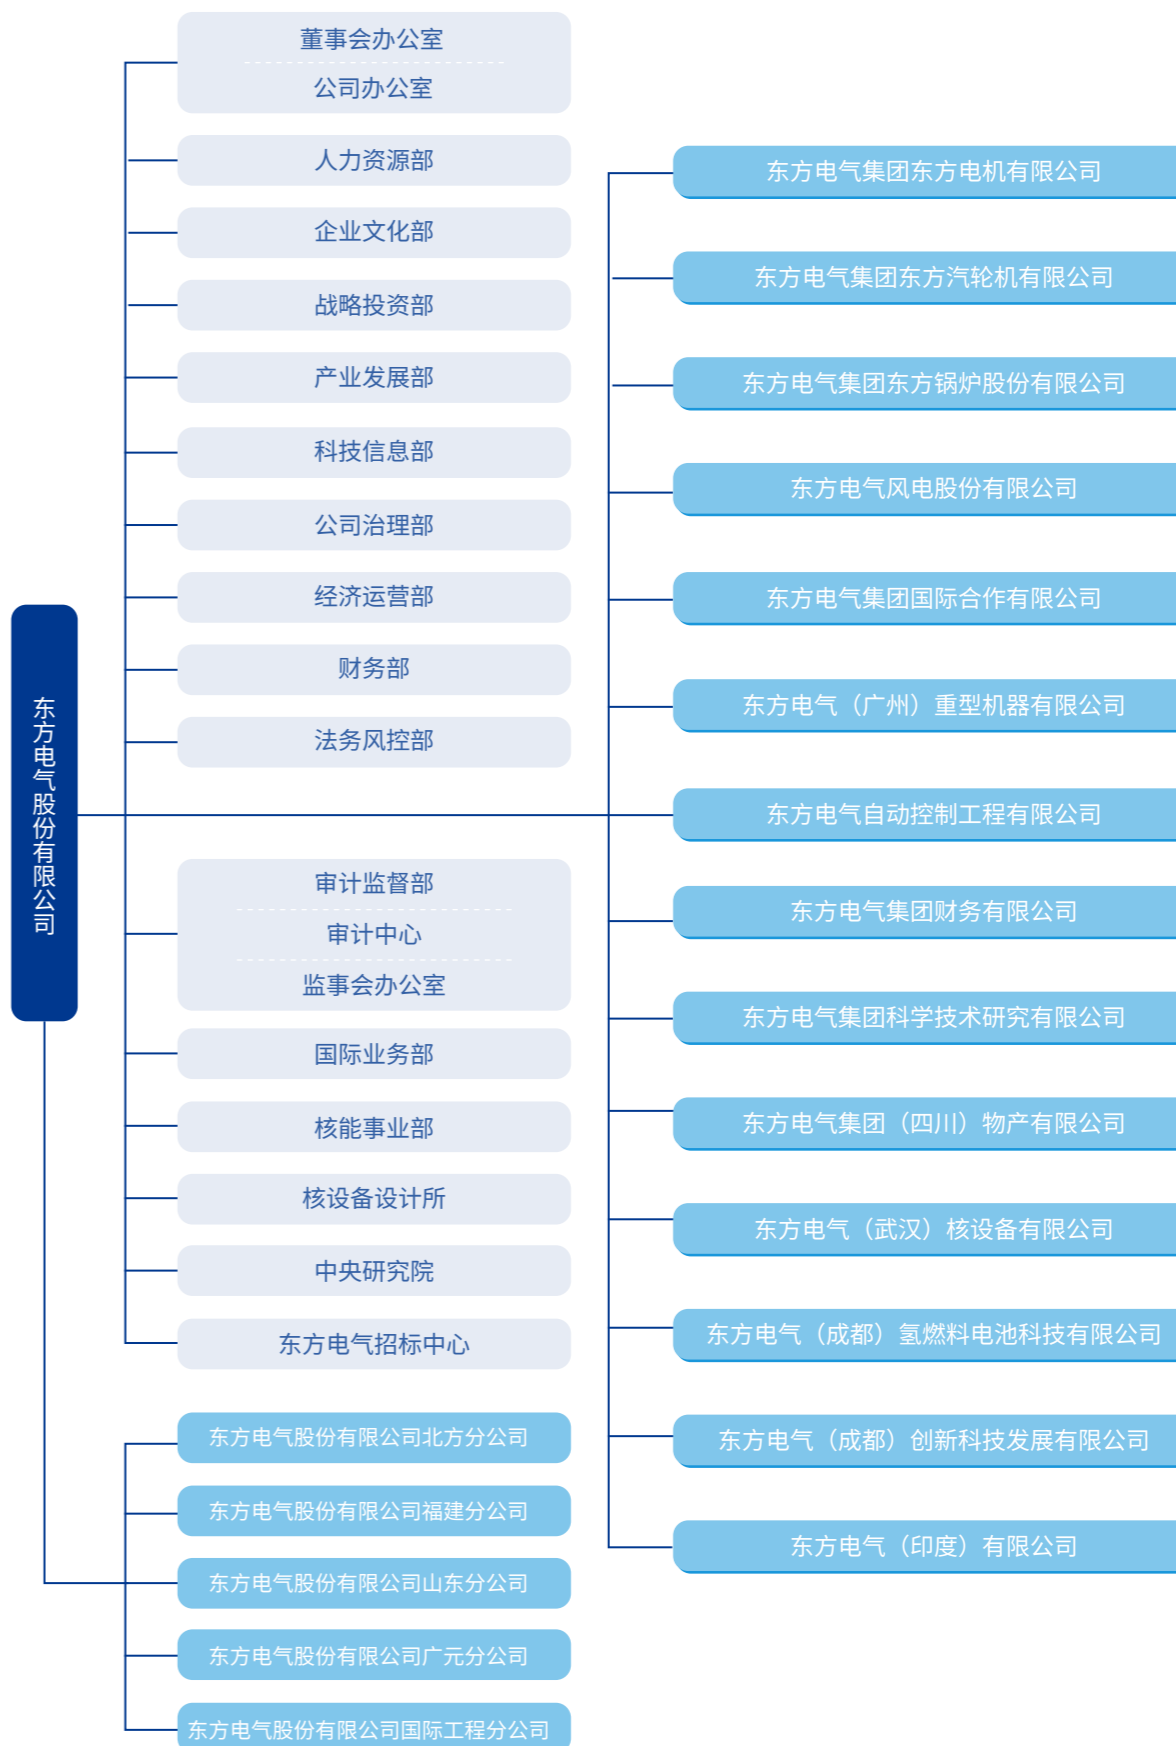 东方电气股份有限公司
董事会办公室
公司办公室
人力资源部
企业文化部
战略投资部
产业发展部
科技信息部
公司治理部
经济运营部
财务部
法务风控部
审计监督部
审计中心
监事会办公室
国际业务部
核能事业部
核设备设计所
中央研究院
东方电气招标中心
东方电气股份有限公司北方分公司
东方电气股份有限公司福建分公司
东方电气股份有限公司山东分公司
东方电气股份有限公司广元分公司
东方电气股份有限公司国际工程分公司
东方电气集团东方电机有限公司
东方电气集团东方汽轮机有限公司
东方电气集团东方锅炉股份有限公司
东方电气风电股份有限公司
东方电气集团国际合作有限公司
东方电气（广州）重型机器有限公司
东方电气自动控制工程有限公司
东方电气集团财务有限公司
东方电气集团科学技术研究有限公司
东方电气集团（四川）物产有限公司
东方电气（武汉）核设备有限公司
东方电气（成都）氢燃料电池科技有限公司
东方电气（成都）创新科技发展有限公司
东方电气（印度）有限公司